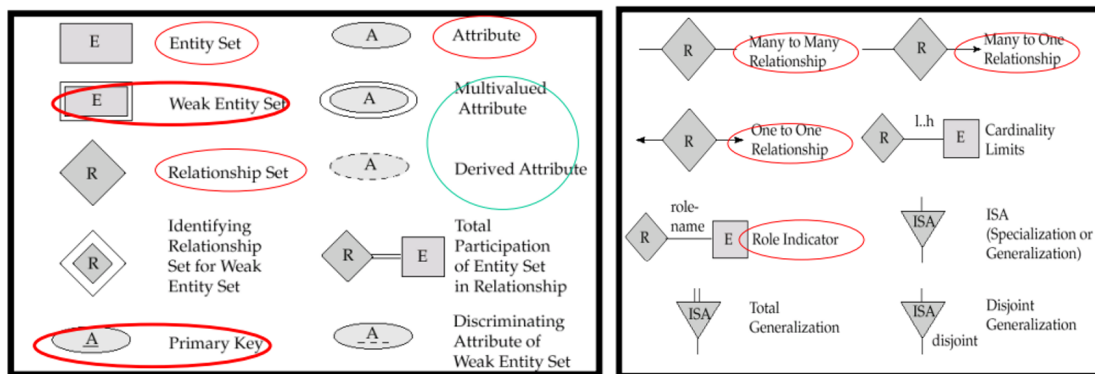 E
Entity Set
A
Attribute
E
Weak Entity Set
A
Multivalued
Attribute
R
Relationship Set
A
Derived Attribute
R
Identifying
Relationship
Set for Weak
Entity Set
R
E
Total
Participation
of Entity Set
in Relationship
A
Primary Key
A
Discriminating
Attribute of
Weak Entity Set
R
Many to Many
Relationship
R
Many to One
Relationship
R
One to One
Relationship
R
l..h
E
Cardinality
Limits
R
role-
name
E
Role Indicator
ISA
ISA
(Specialization or
Generalization)
ISA
Total
Generalization
ISA
disjoint
Disjoint
Generalization